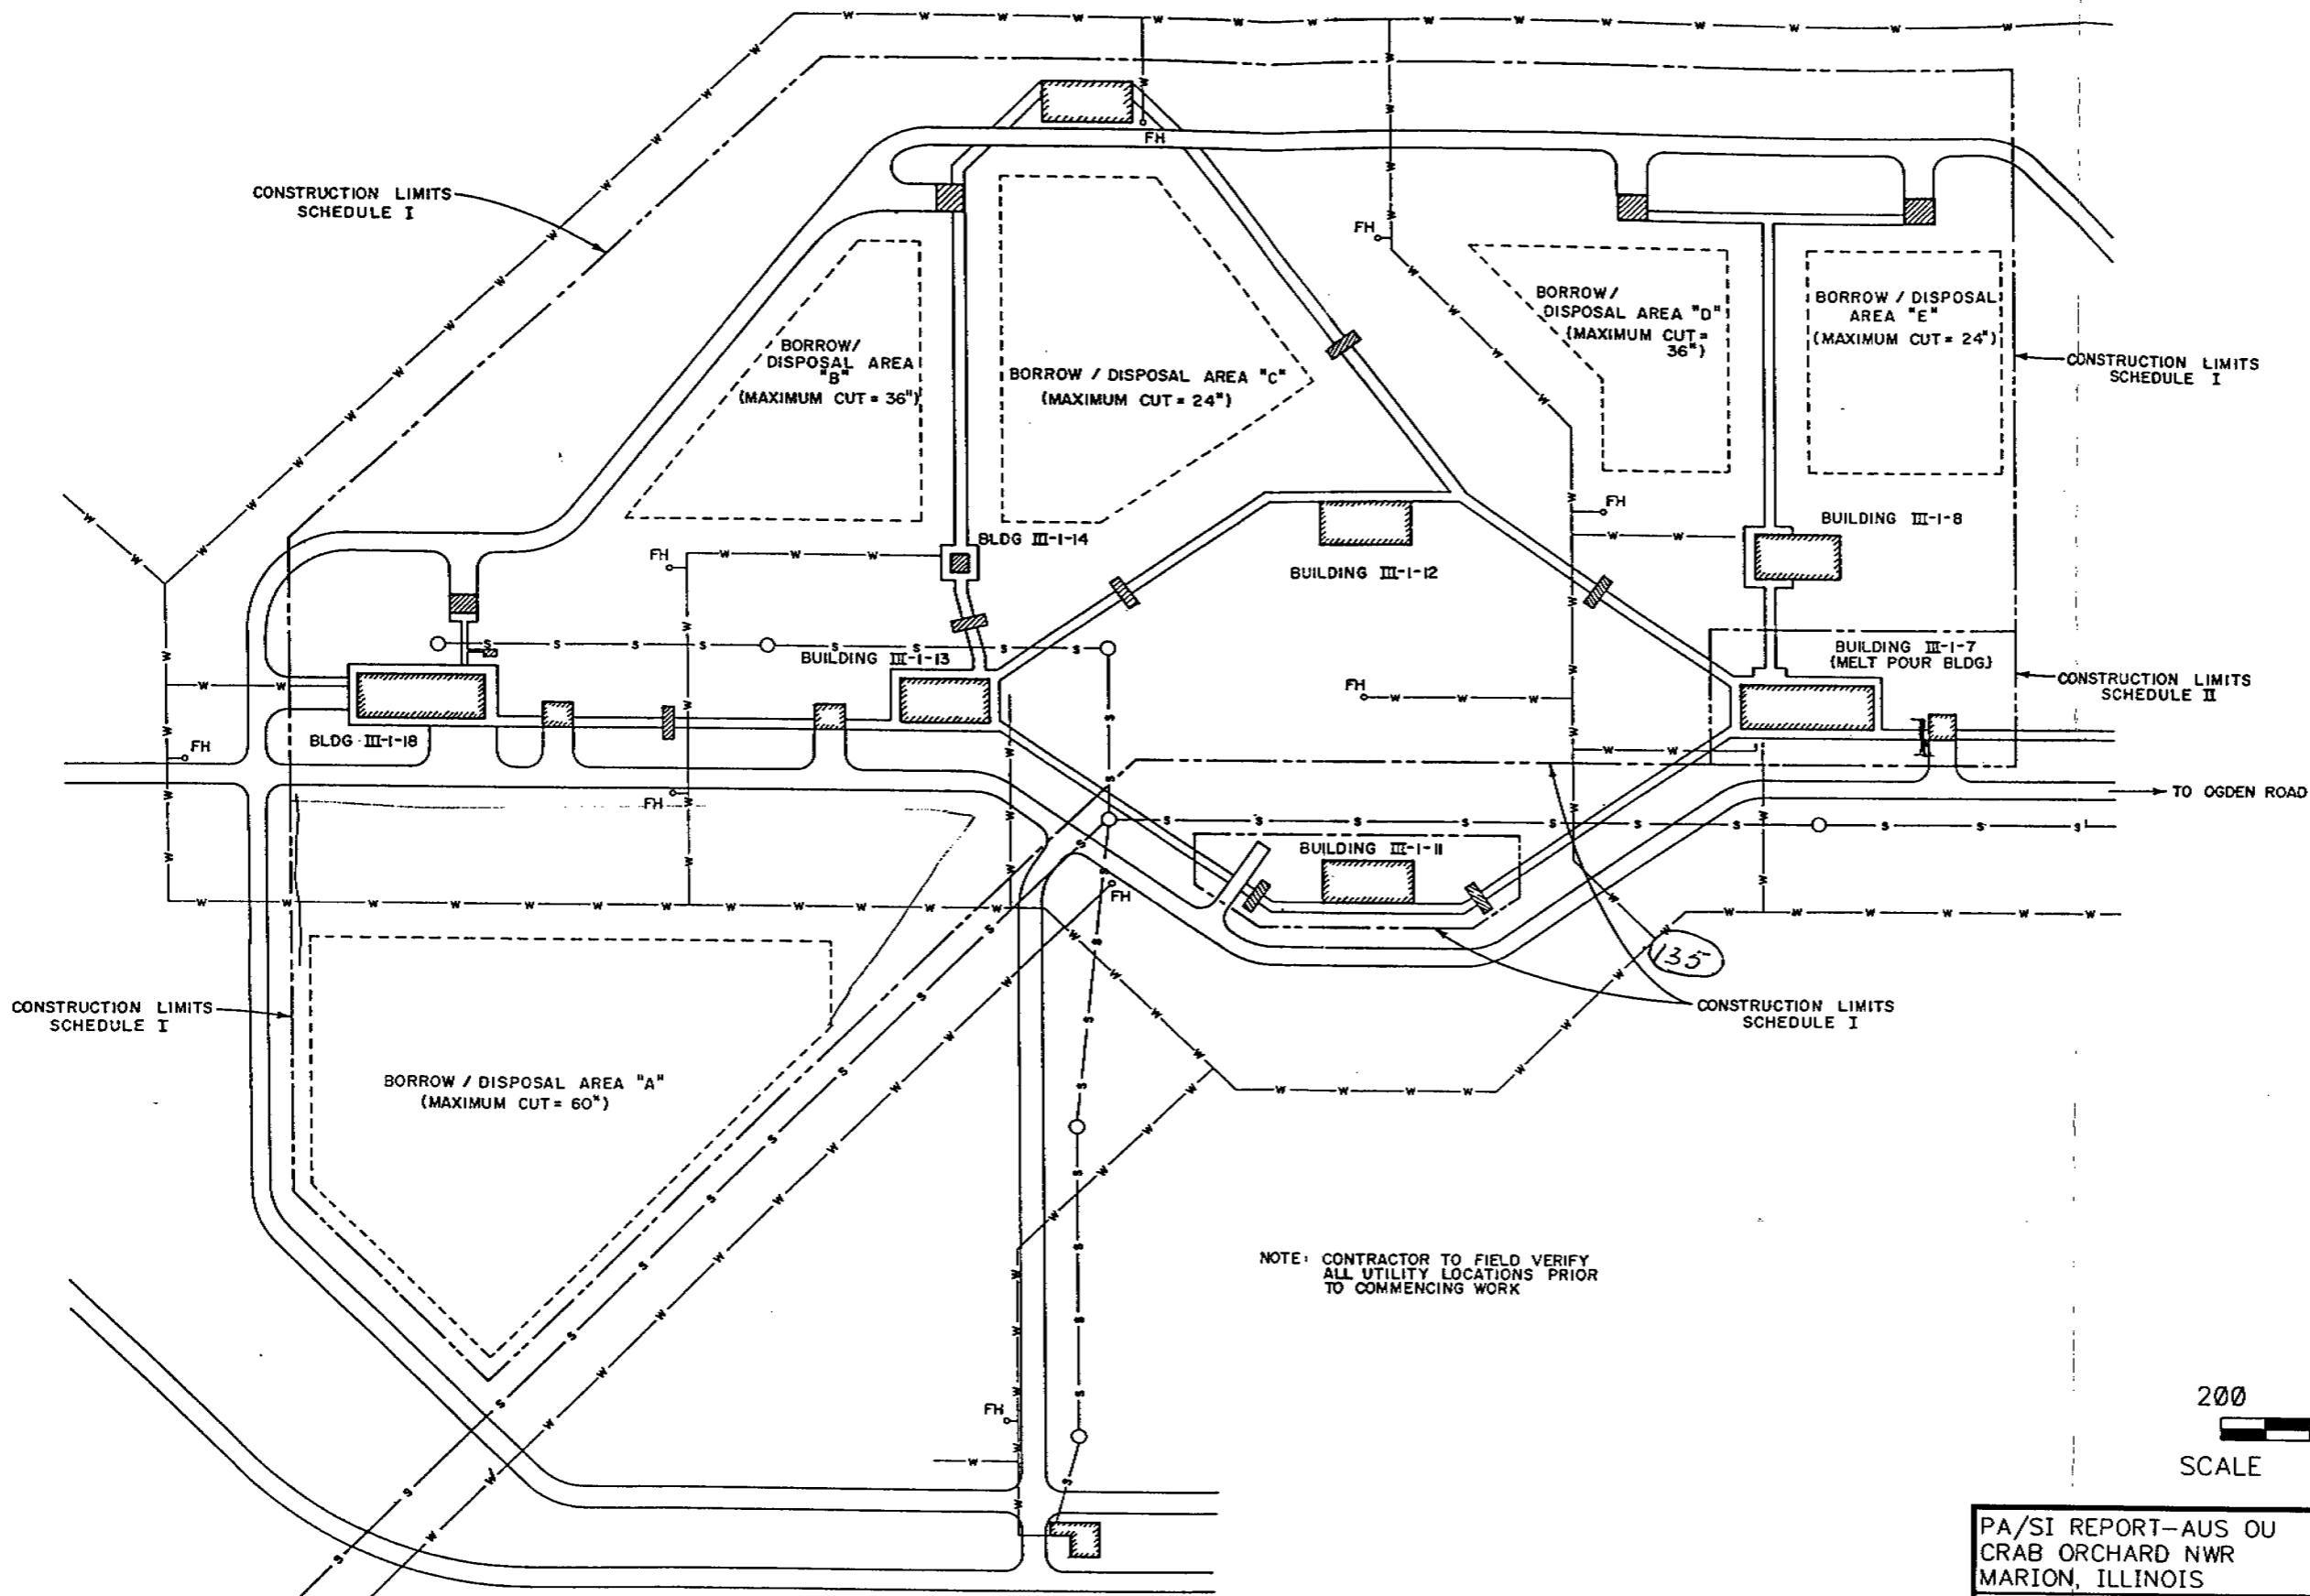 FH
CONSTRUCTION LIMITS
SCHEDULE I
FH
BORROW/
DISPOSAL AREA
"B"
(MAXIMUM CUT = 36")
BORROW / DISPOSAL AREA "C"
(MAXIMUM CUT = 24")
BORROW/
DISPOSAL AREA "D"
(MAXIMUM CUT =
36")
BORROW / DISPOSAL
AREA "E"
(MAXIMUM CUT = 24")
CONSTRUCTION LIMITS
SCHEDULE I
FH
BUILDING III-1-8
BLDG III-1-14
FH
BUILDING III-1-12
BUILDING III-1-13
BUILDING III-1-7
(MELT POUR BLDG)
CONSTRUCTION LIMITS
SCHEDULE II
FH
BLDG III-1-18
FH
FH
TO OGDEN ROAD
BUILDING III-1-11
FH
135
CONSTRUCTION LIMITS
SCHEDULE I
CONSTRUCTION LIMITS
SCHEDULE I
BORROW / DISPOSAL AREA "A"
(MAXIMUM CUT = 60")
NOTE: CONTRACTOR TO FIELD VERIFY
ALL UTILITY LOCATIONS PRIOR
TO COMMENCING WORK
FH
200
SCALE
PA/SI REPORT-AUS OU
CRAB ORCHARD NWR
MARION, ILLINOIS